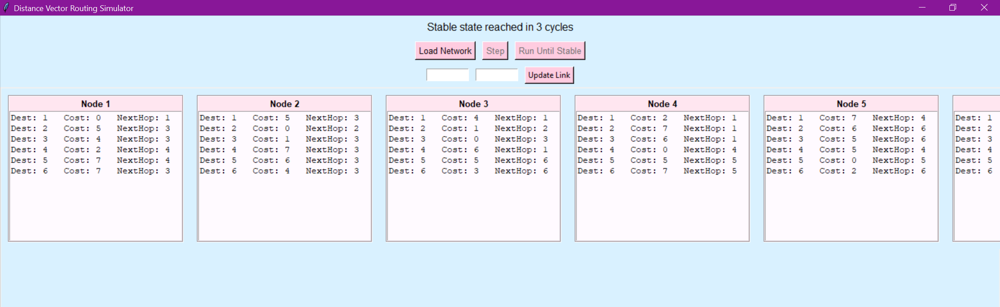 Distance Vector Routing Simulator
Stable state reached in 3 cycles
Load Network Step Run Until Stable
Update Link
Node 1
Dest: 1 Cost: 0 NextHop: 1
Dest: 2 Cost: 5 NextHop: 3
Dest: 3 Cost: 4 NextHop: 3
Dest: 4 Cost: 2 NextHop: 4
Dest: 5 Cost: 7 NextHop: 4
Dest: 6 Cost: 7 NextHop: 3
Node 2
Dest: 1 Cost: 5 NextHop: 3
Dest: 2 Cost: 0 NextHop: 2
Dest: 3 Cost: 1 NextHop: 3
Dest: 4 Cost: 7 NextHop: 3
Dest: 5 Cost: 6 NextHop: 3
Dest: 6 Cost: 4 NextHop: 3
Node 3
Dest: 1 Cost: 4 NextHop: 1
Dest: 2 Cost: 1 NextHop: 2
Dest: 3 Cost: 0 NextHop: 3
Dest: 4 Cost: 6 NextHop: 1
Dest: 5 Cost: 5 NextHop: 6
Dest: 6 Cost: 3 NextHop: 6
Node 4
Dest: 1 Cost: 2 NextHop: 1
Dest: 2 Cost: 7 NextHop: 1
Dest: 3 Cost: 6 NextHop: 1
Dest: 4 Cost: 0 NextHop: 4
Dest: 5 Cost: 5 NextHop: 5
Dest: 6 Cost: 7 NextHop: 5
Node 5
Dest: 1 Cost: 7 NextHop: 4
Dest: 2 Cost: 6 NextHop: 6
Dest: 3 Cost: 5 NextHop: 6
Dest: 4 Cost: 5 NextHop: 4
Dest: 5 Cost: 0 NextHop: 5
Dest: 6 Cost: 2 NextHop: 6
Dest: 1
Dest: 2
Dest: 3
Dest: 4
Dest: 5
Dest: 6